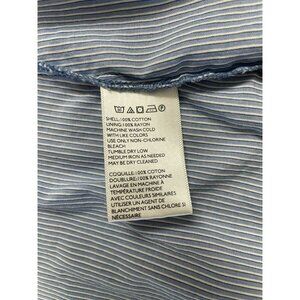 SHELL:100% COTTON
LINING:100% RAYON
MACHINE WASH COLD
WITH LIKE COLORS
USE ONLY NON-CHLORINE
BLEACH
TUMBLE DRY LOW
MEDIUM IRON AS NEEDED
MAY BE DRY CLEANED
COQUILLE:100% COTON
DOUBLURE:100% RAYONNE
LAVAGE EN MACHINE À
TEMPÉRATURE FROIDE
AVEC COULEURS SIMILAIRES
UTILISER UN AGENT DE
BLANCHIMENT SANS CHLORE SI
NÉCESSAIRE